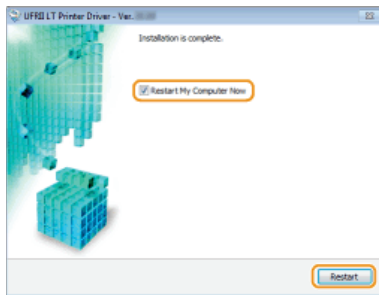 UFRII LT Printer Driver - Ver.
Installation is complete.
Restart My Computer Now
Restart